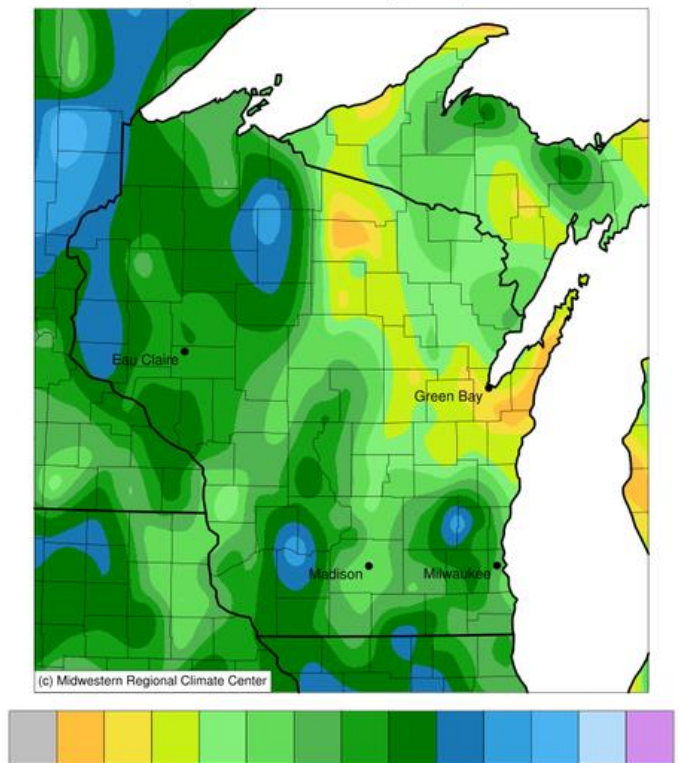 Eau Claire
Green Bay
Madison
Milwaukee
(c) Midwestern Regional Climate Center